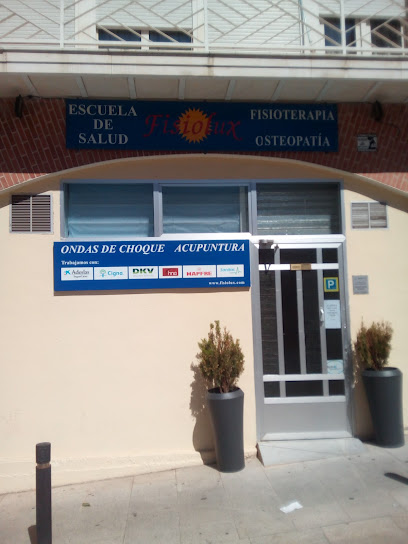 ESCUELA
DE
SALUD
Fisiolux
FISIOTERAPIA
OSTEOPATÍA
ONDAS DE CHOQUE ACUPUNTURA
Trabajamos con:
Adeslas
Cigna
DKV
MAPFRE
www.fisiolux.com
P